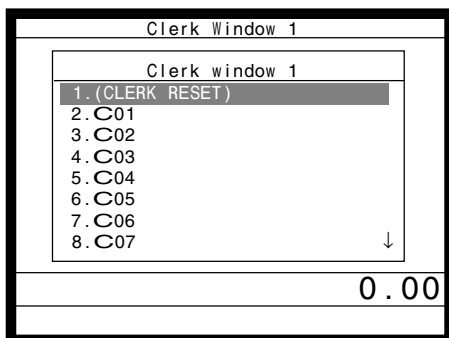 Clerk Window 1
Clerk window 1
1.(CLERK RESET)
2.C01
3.C02
4.C03
5.C04
6.C05
7.C06
8.C07 ↓
0.00